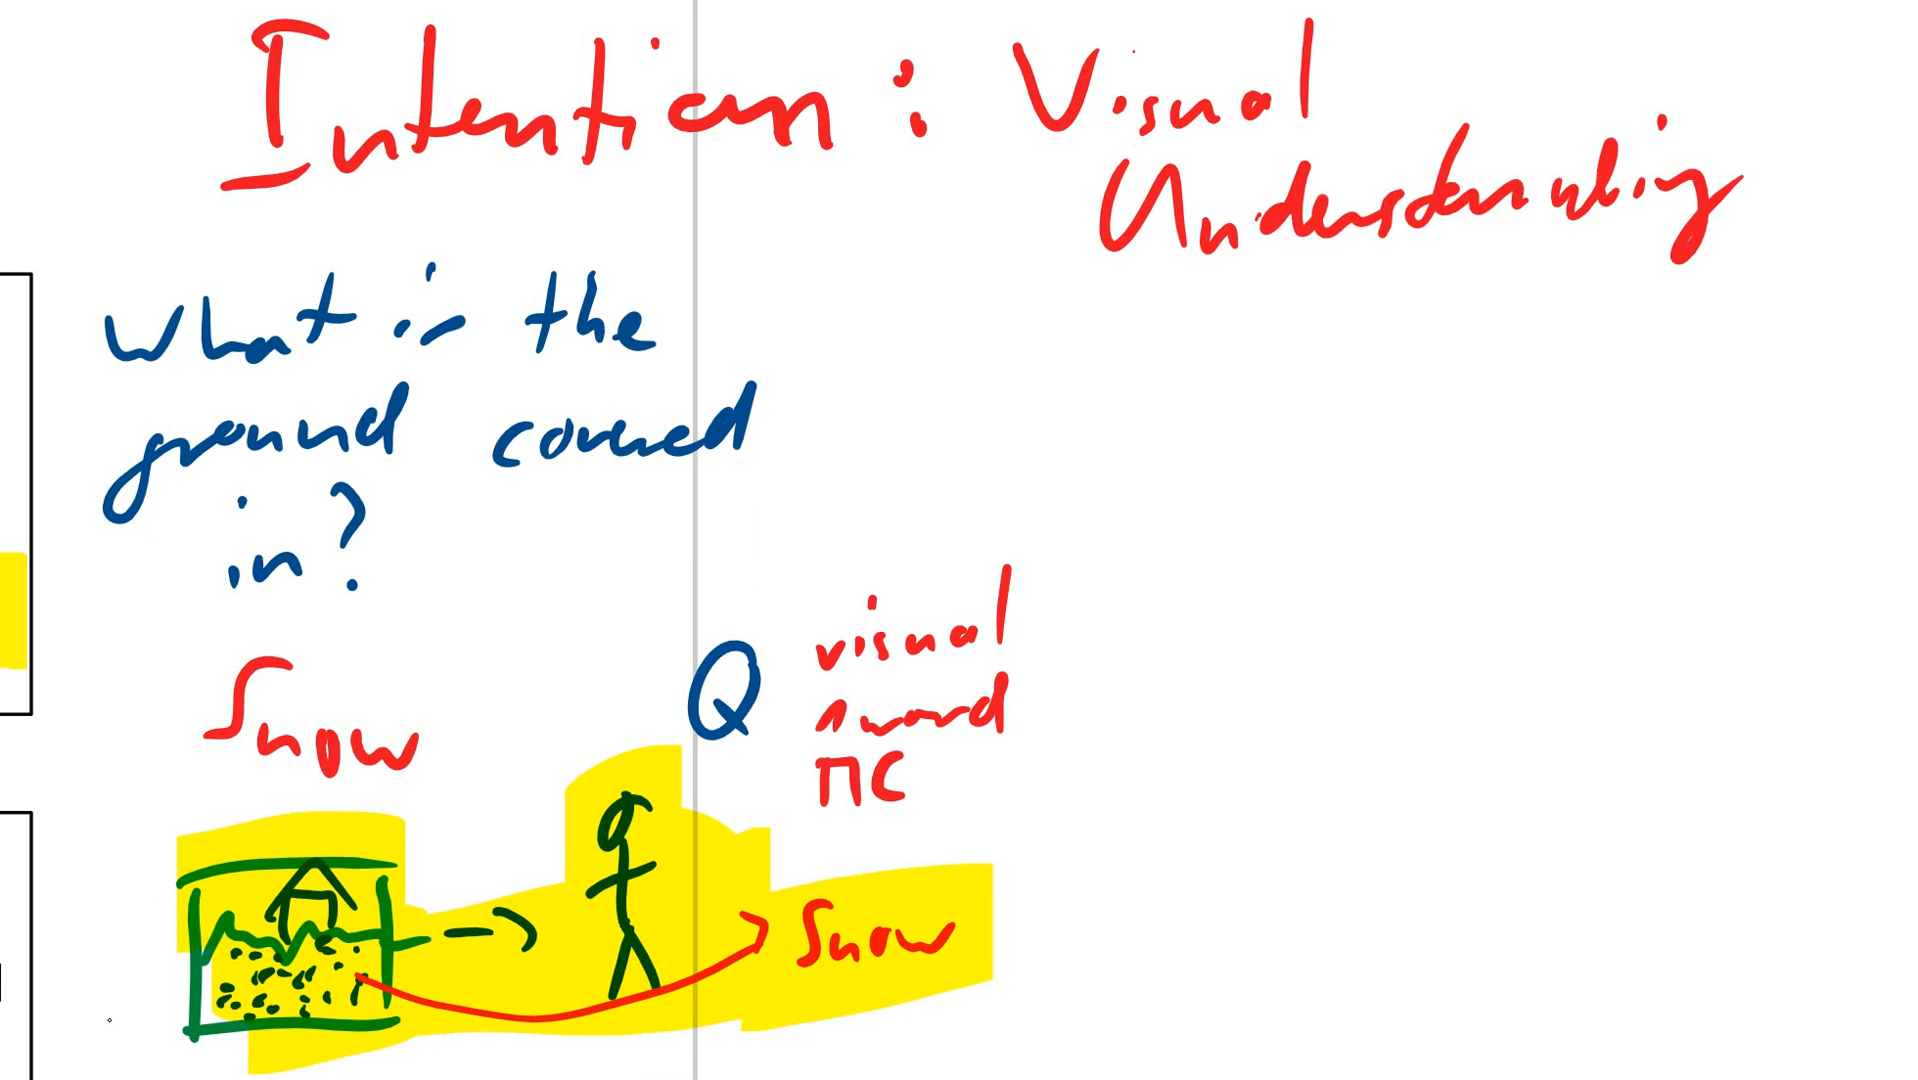 Intention: Visual
Understanding
What is the
ground covered
in?
Snow
Q
visual
1 word
MC
Snow